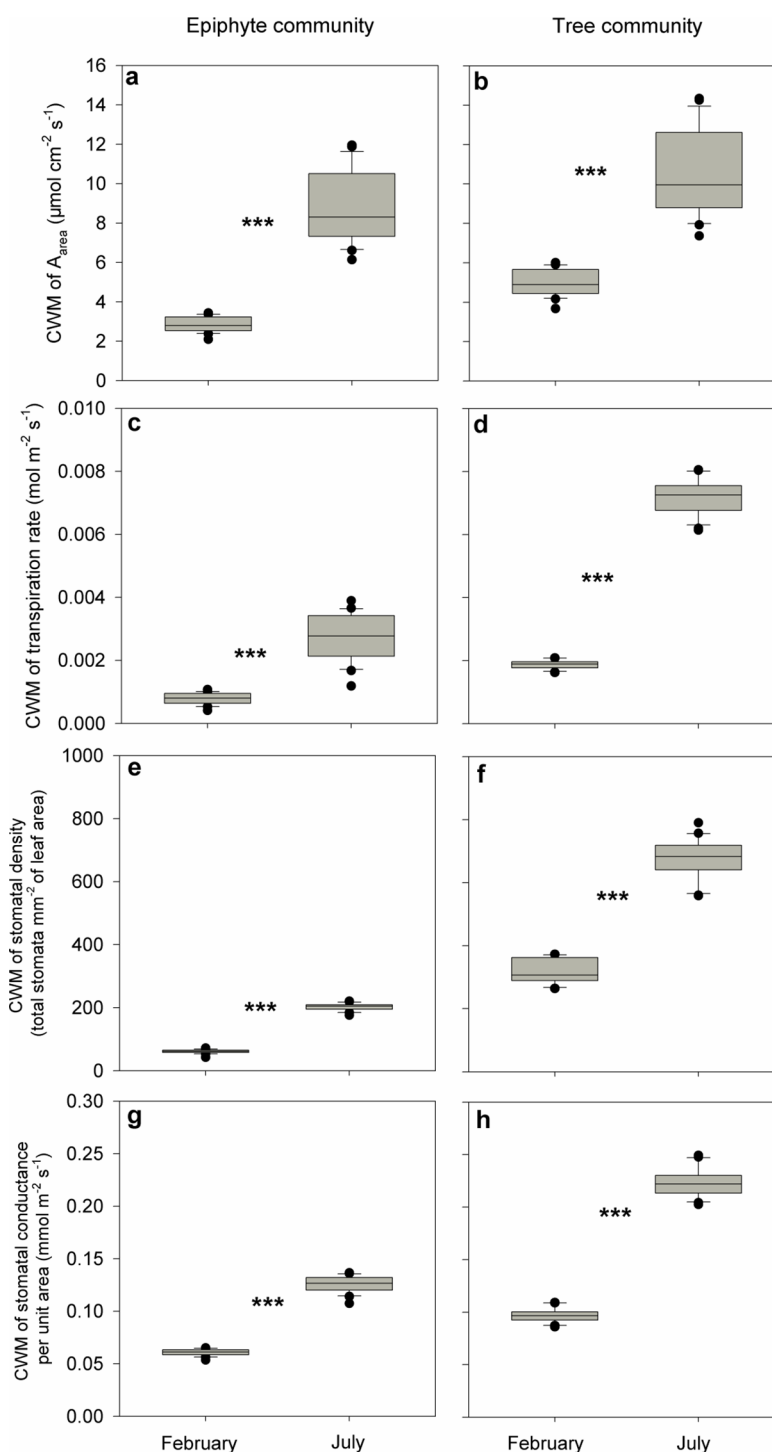 Epiphyte community Tree community
a b
CWM of Aarea (µmol cm⁻² s⁻¹)
16
14
12
10
8
6
4
2
0
*** ***
c d
CWM of transpiration rate (mol m⁻² s⁻¹)
0.010
0.008
0.006
0.004
0.002
0.000
*** ***
e f
CWM of stomatal density
(total stomata mm⁻² of leaf area)
1000
800
600
400
200
0
*** ***
g h
CWM of stomatal conductance
per unit area (mmol m⁻² s⁻¹)
0.30
0.25
0.20
0.15
0.10
0.05
0.00
*** ***
February July February July